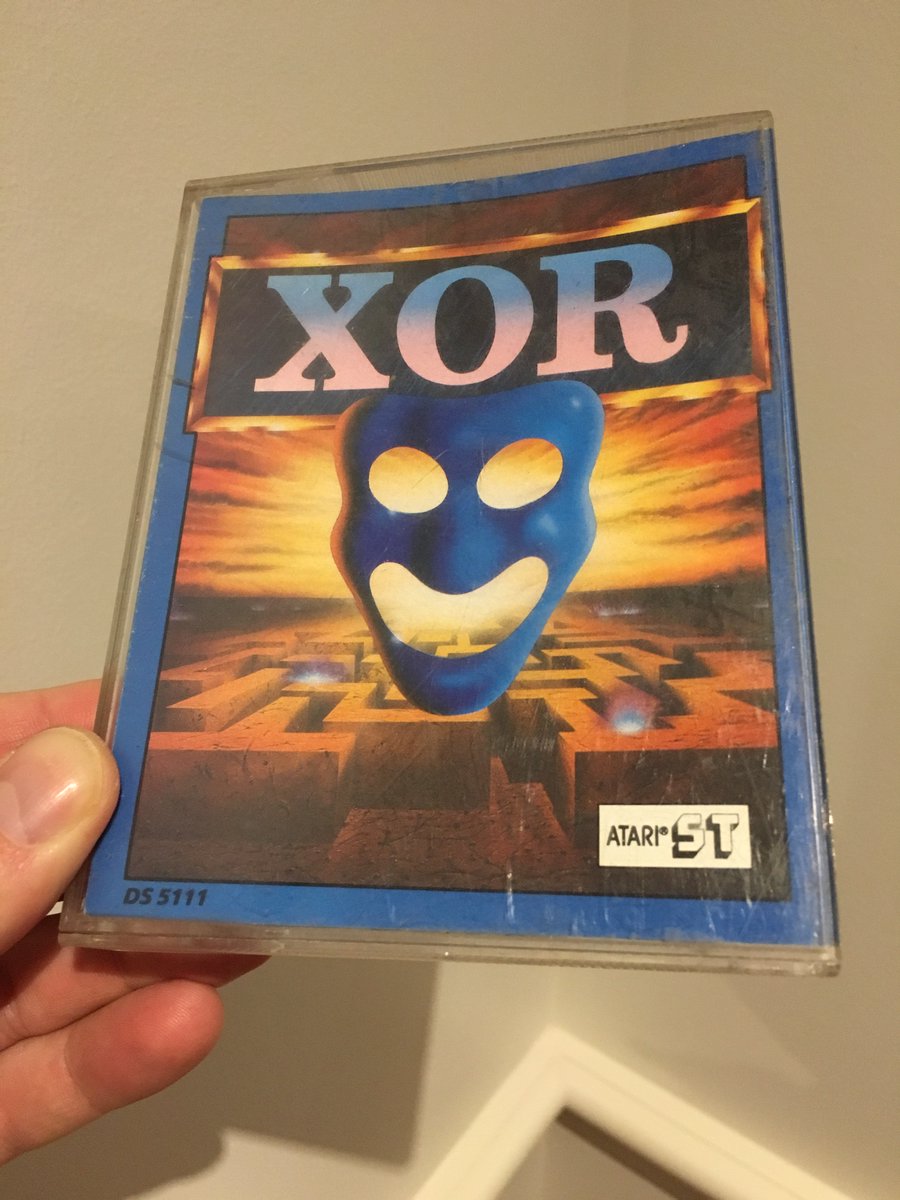 XOR
ATARI® ST
DS 5111